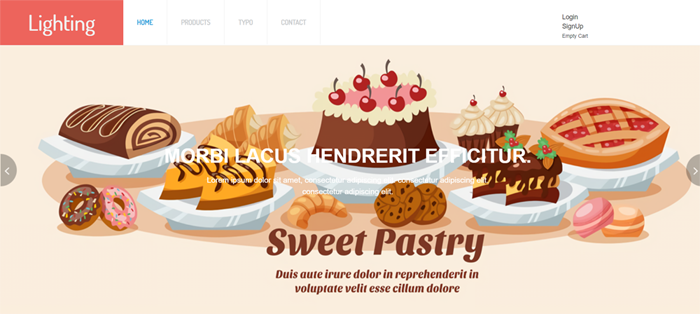 Lighting
HOME
PRODUCTS
TYPO
CONTACT
Login
SignUp
Empty Cart
MORBI LACUS HENDRERIT EFFICITUR.
Lorem ipsum dolor sit amet, consectetur adipiscing elit consectetur adipiscing elit,
consectetur adipiscing elit.
Sweet Pastry
Duis aute irure dolor in reprehenderit in
voluptate velit esse cillum dolore